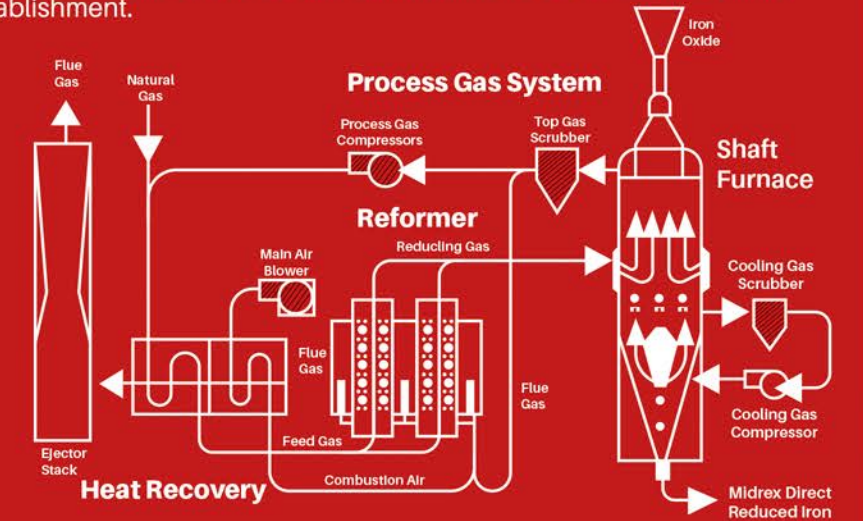 ablishment.
Iron
Oxide
Flue
Gas
Natural
Gas
Process Gas System
Process Gas
Compressors
Top Gas
Scrubber
Shaft
Furnace
Reformer
Reducling Gas
Main Air
Blower
Cooling Gas
Scrubber
Flue
Gas
Flue
Gas
Cooling Gas
Compressor
Feed Gas
Ejector
Stack
Heat Recovery
Combustion Air
Midrex Direct
Reduced Iron